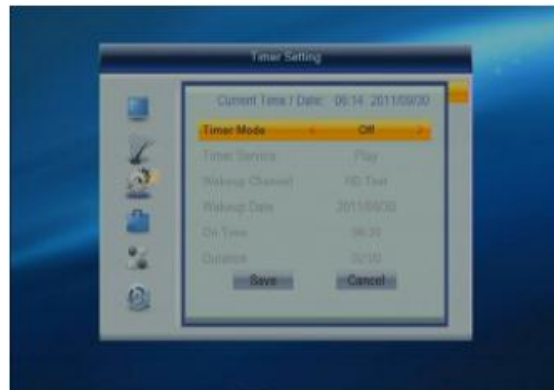 Timer Setting
Current Time / Date: 06:14 2011/09/30
Timer Mode Off
Timer Service Play
Wakeup Channel HD Test
Wakeup Date 2011/09/30
On Time
Duration
Save Cancel